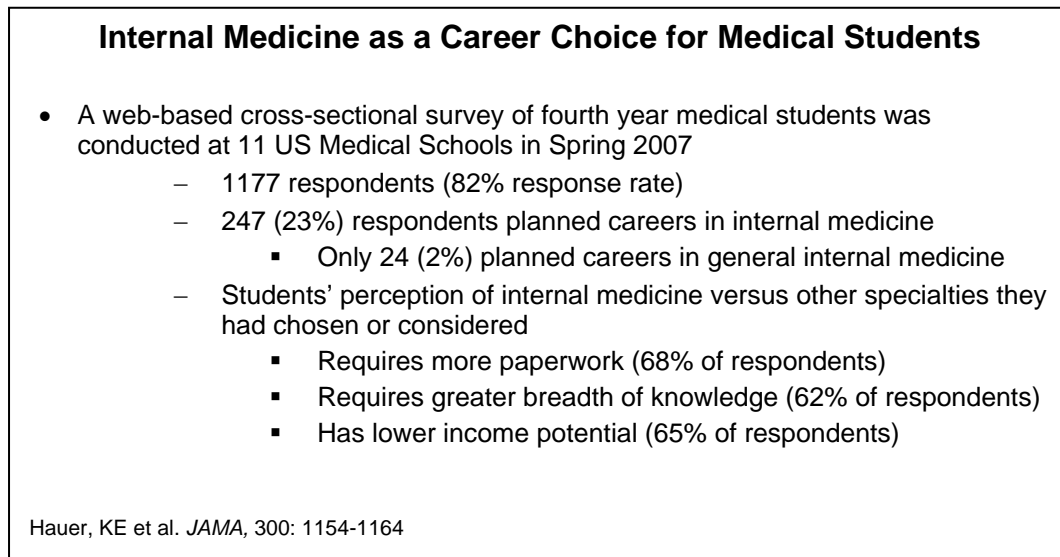 Internal Medicine as a Career Choice for Medical Students
• A web-based cross-sectional survey of fourth year medical students was
conducted at 11 US Medical Schools in Spring 2007
– 1177 respondents (82% response rate)
– 247 (23%) respondents planned careers in internal medicine
▪ Only 24 (2%) planned careers in general internal medicine
– Students’ perception of internal medicine versus other specialties they
had chosen or considered
▪ Requires more paperwork (68% of respondents)
▪ Requires greater breadth of knowledge (62% of respondents)
▪ Has lower income potential (65% of respondents)
Hauer, KE et al. JAMA, 300: 1154-1164